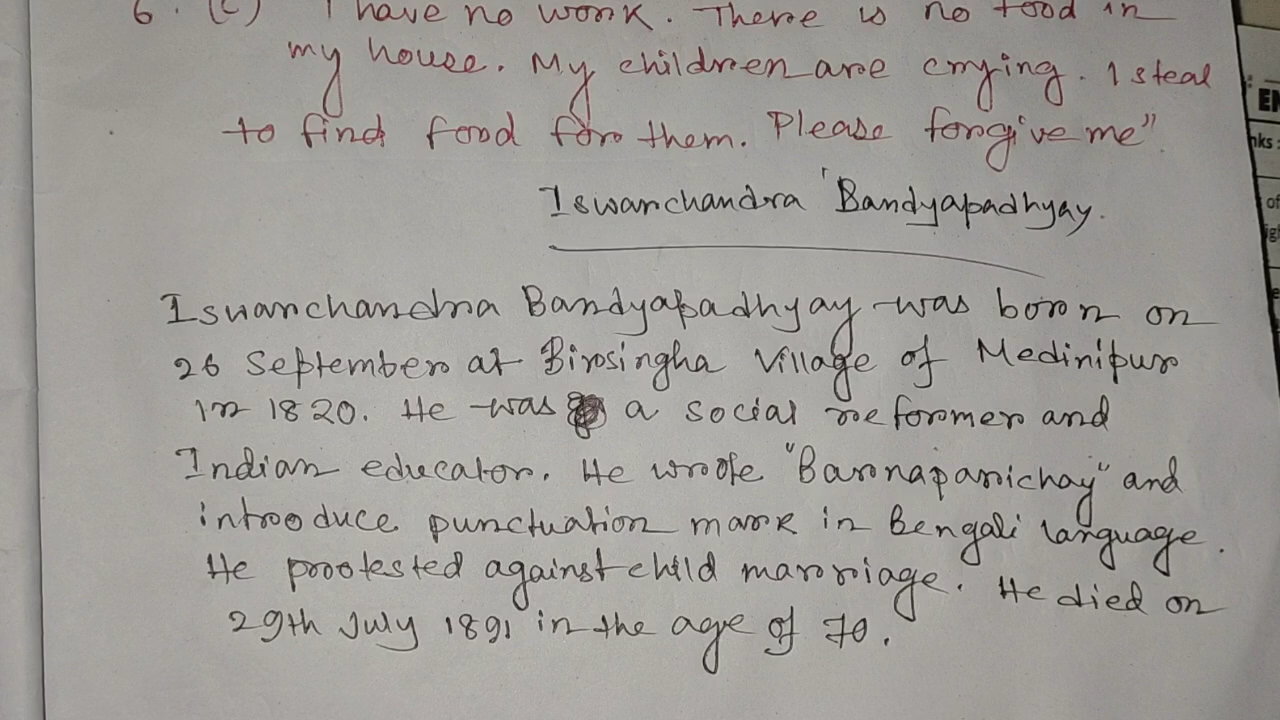 6. (c) I have no work. There is no food in
my house. My children are crying. I steal
to find food for them. Please forgive me"
Iswarchandra 'Bandyapadhyay.
Iswarchandra Bandyapadhyay was born on
26 September at Birsingha Village of Medinipur
in 1820. He was a social reformer and
Indian educator. He wrote "Barnaparichay" and
introduce punctuation mark in Bengali language.
He protested against child marriage. He died on
29th July 1891 in the age of 70.